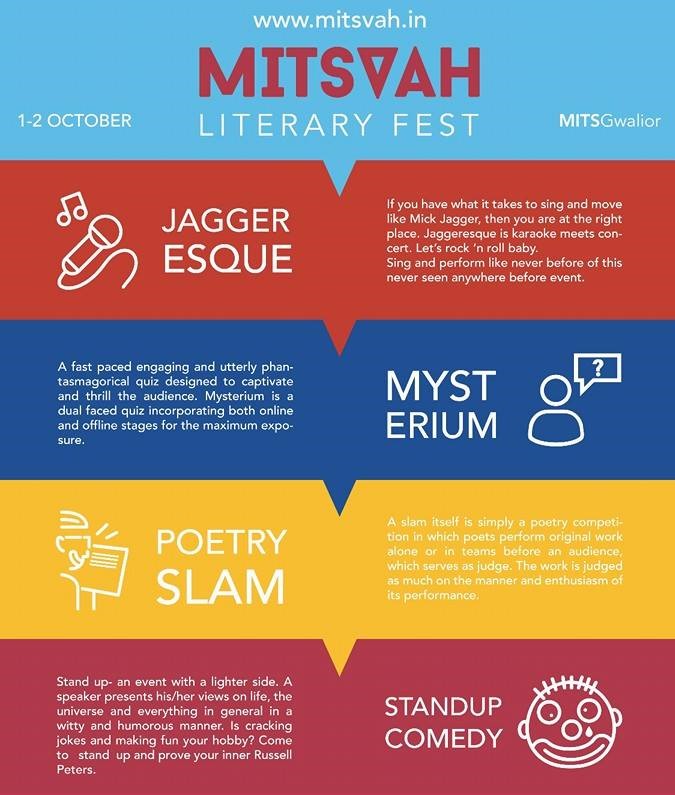 www.mitsvah.in
MITSVAH
LITERARY FEST
1-2 OCTOBER
MITSGwalior
JAGGER
ESQUE
If you have what it takes to sing and move
like Mick Jagger, then you are at the right
place. Jaggeresque is karaoke meets con-
cert. Let's rock 'n roll baby.
Sing and perform like never before of this
never seen anywhere before event.
A fast paced engaging and utterly phan-
tasmagorical quiz designed to captivate
and thrill the audience. Mysterium is a
dual faced quiz incorporating both online
and offline stages for the maximum expo-
sure.
MYST
ERIUM
?
POETRY
SLAM
A slam itself is simply a poetry competi-
tion in which poets perform original work
alone or in teams before an audience,
which serves as judge. The work is judged
as much on the manner and enthusiasm of
its performance.
Stand up- an event with a lighter side. A
speaker presents his/her views on life, the
universe and everything in general in a
witty and humorous manner. Is cracking
jokes and making fun your hobby? Come
to stand up and prove your inner Russell
Peters.
STANDUP
COMEDY